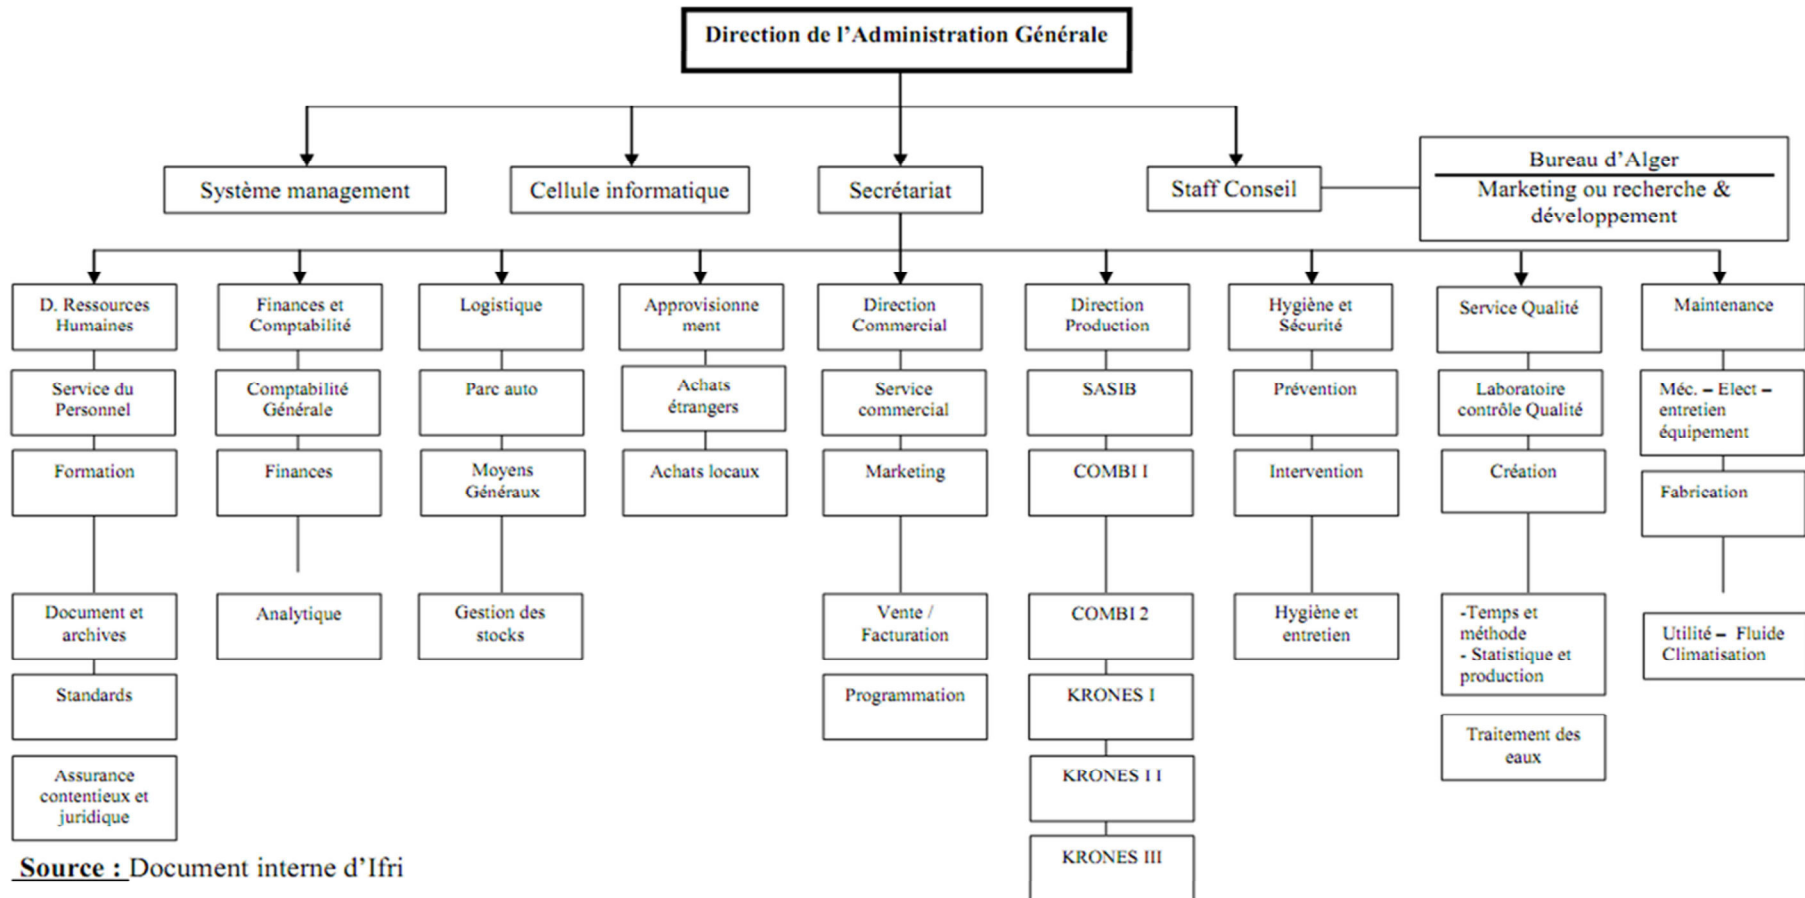 Direction de l’Administration Générale
Système management
Cellule informatique
Secrétariat
Staff Conseil
Bureau d’Alger
Marketing ou recherche &
développement
D. Ressources
Humaines
Finances et
Comptabilité
Logistique
Approvisionne
ment
Direction
Commercial
Direction
Production
Hygiène et
Sécurité
Service Qualité
Maintenance
Service du
Personnel
Comptabilité
Générale
Parc auto
Achats
étrangers
Service
commercial
SASIB
Prévention
Laboratoire
contrôle Qualité
Méc. – Elect –
entretien
équipement
Formation
Finances
Moyens
Généraux
Achats locaux
Marketing
COMBI I
Intervention
Création
Fabrication
Document et
archives
Analytique
Gestion des
stocks
Vente /
Facturation
COMBI 2
Hygiène et
entretien
-Temps et
méthode
- Statistique et
production
Utilité – Fluide
Climatisation
Standards
Programmation
KRONES I
Traitement des
eaux
Assurance
contentieux et
juridique
KRONES I I
KRONES III
Source : Document interne d’Ifri